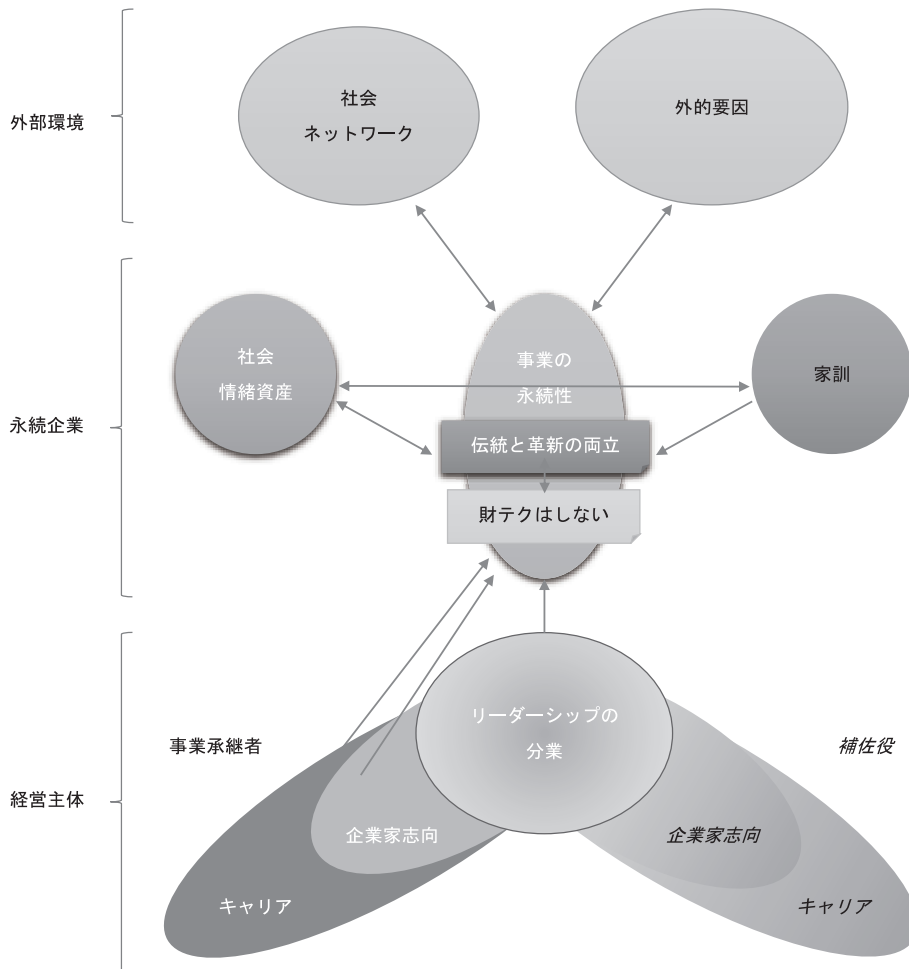 外部環境
社会
ネットワーク
外的要因
永続企業
社会
情緒資産
事業の
永続性
家訓
伝統と革新の両立
財テクはしない
経営主体
事業承継者
リーダーシップの
分業
補佐役
企業家志向
企業家志向
キャリア
キャリア